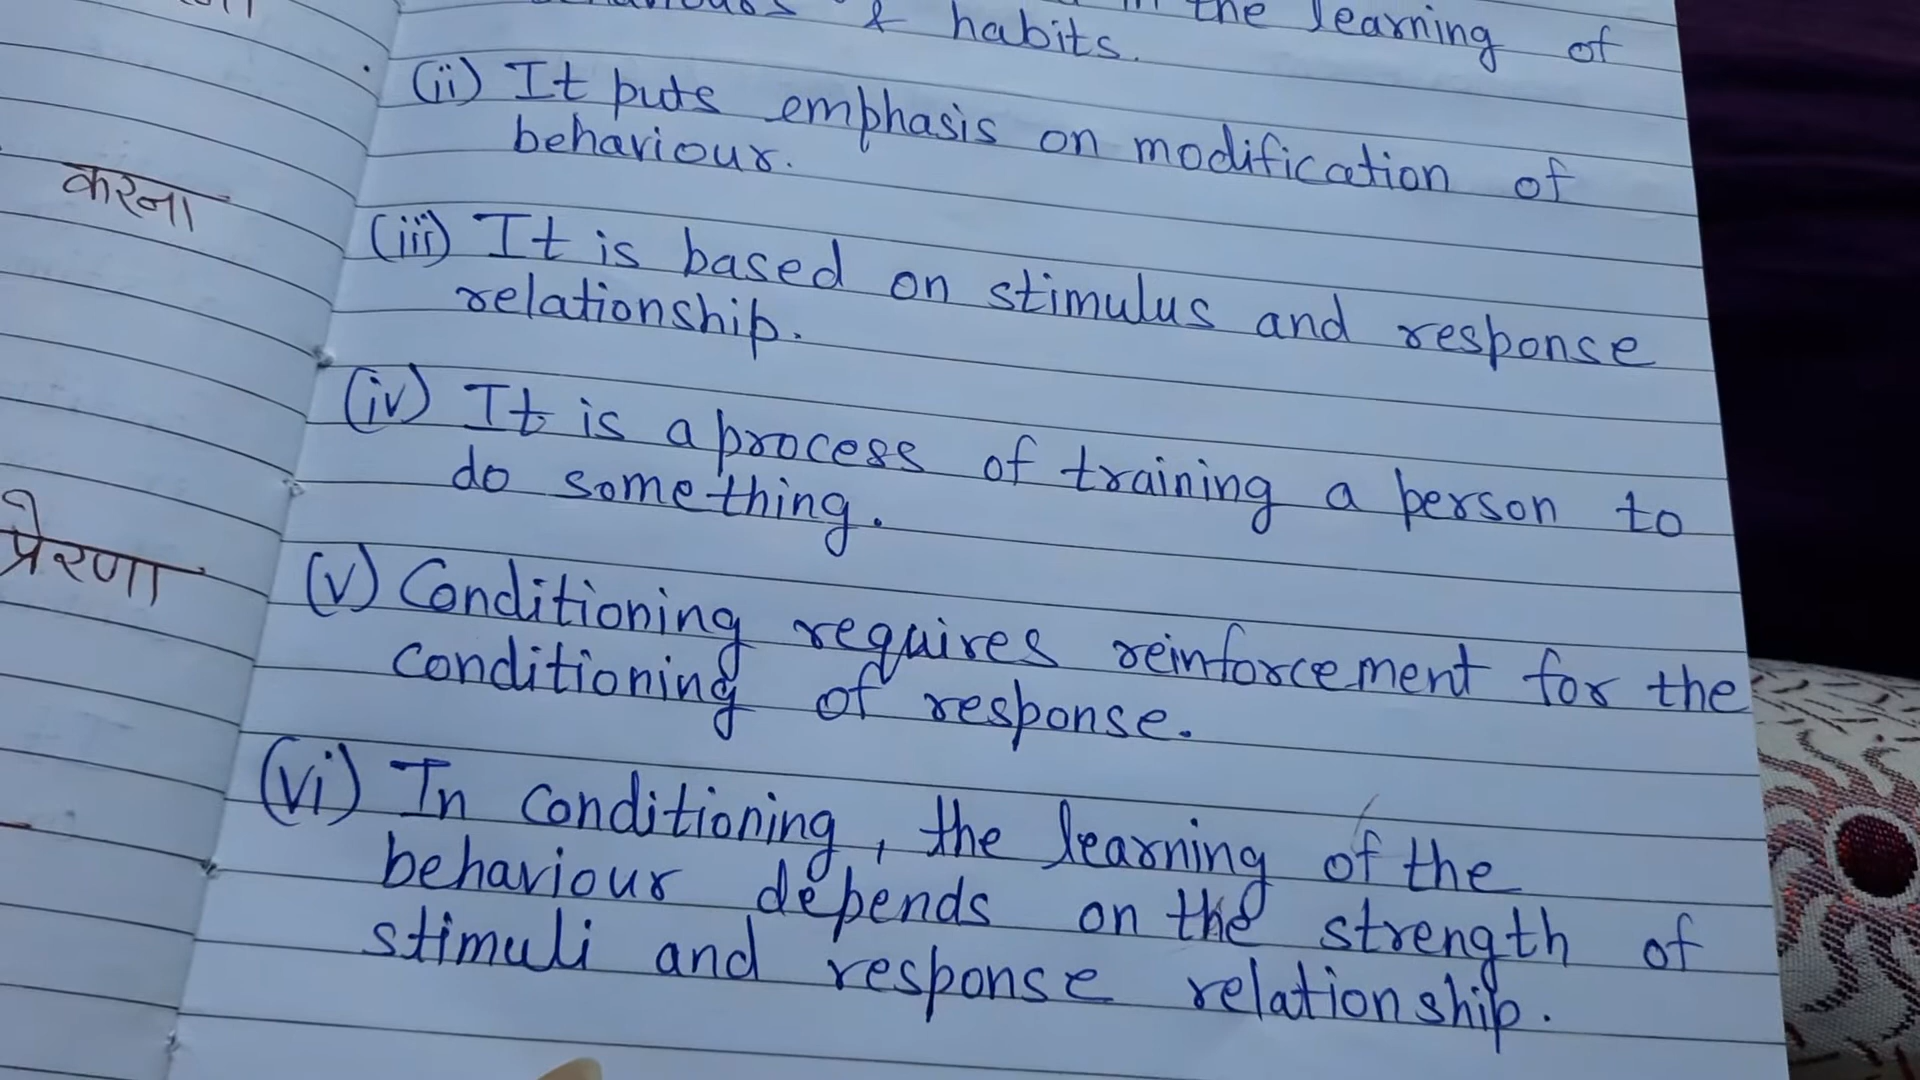 the learning of
& habits.
(ii) It puts emphasis on modification of
behaviour.
(iii) It is based on stimulus and response
relationship.
(iv) It is a process of training a person to
do something.
(v) Conditioning requires reinforcement for the
conditioning of response.
(vi) In conditioning, the learning of the
behaviour depends on the strength of
stimuli and response relationship.
करना
प्रेरणा